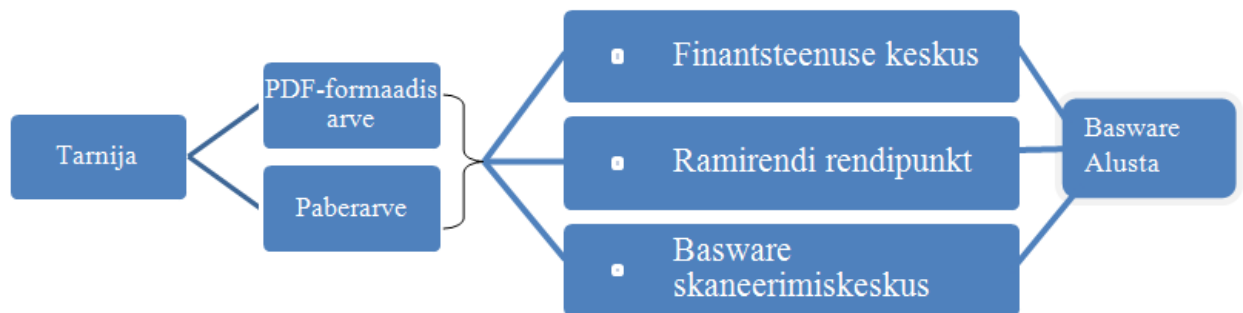 Tarnija
PDF-formaadis
arve
Paberarve
Finantsteenuse keskus
Ramirendi rendipunkt
Basware
skaneerimiskeskus
Basware
Alusta